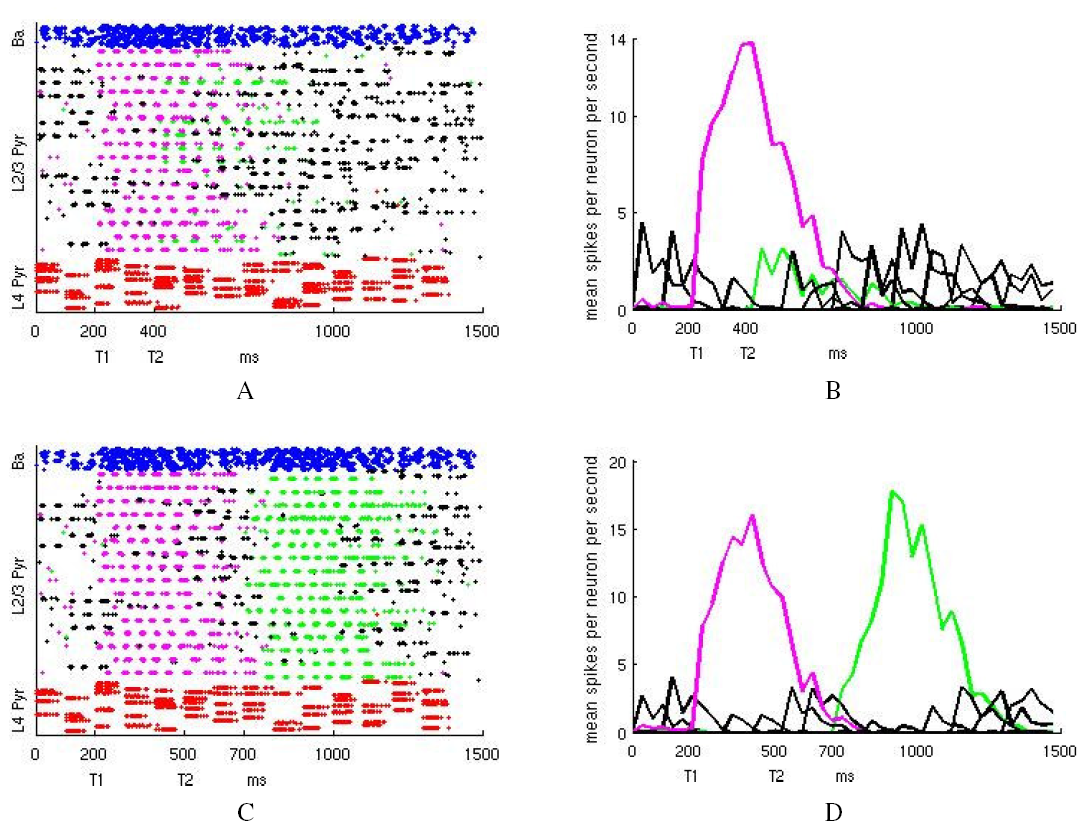 Ba
L2/3 Pyr
L4 Pyr
0 200 400 1000 1500
T1 T2 ms
A
mean spikes per neuron per second
14
10
5
0
0 200 400 1000 1500
T1 T2 ms
B
Ba
L2/3 Pyr
L4 Pyr
0 200 500 700 1000 1500
T1 T2 ms
C
mean spikes per neuron per second
20
15
10
5
0
0 200 500 700 1000 1500
T1 T2 ms
D